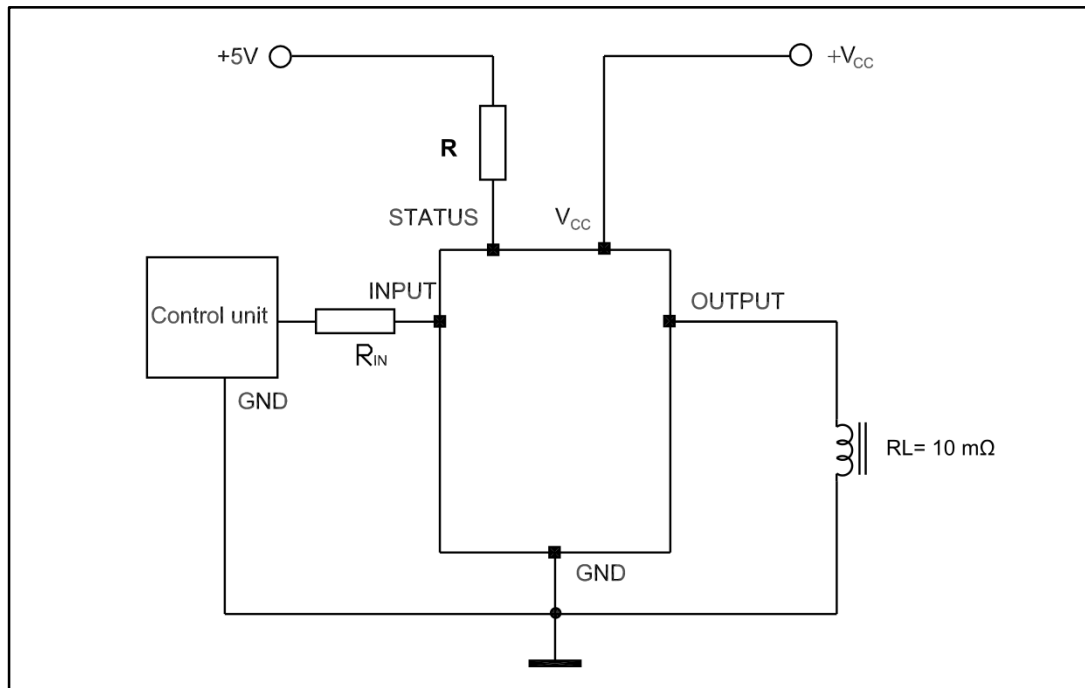 +5V
+VCC
R
STATUS
VCC
INPUT
OUTPUT
Control unit
RIN
GND
RL= 10 mΩ
GND